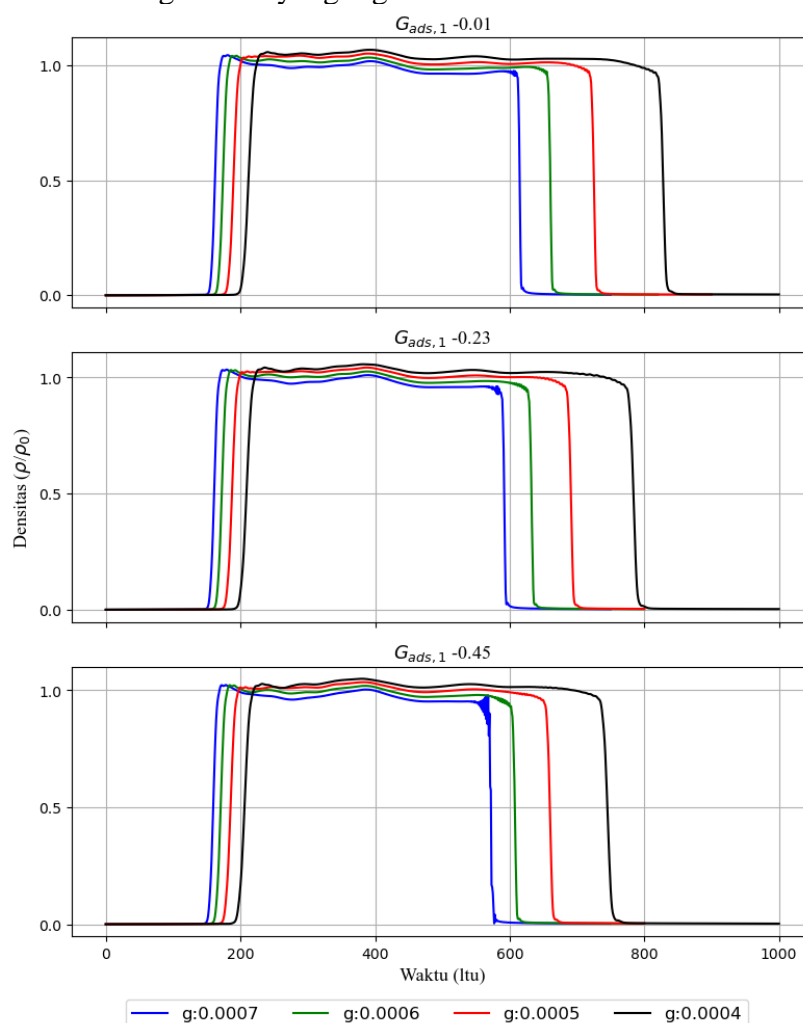 G_ads,1 -0.01
1.0
0.5
0.0
G_ads,1 -0.23
1.0
0.5
0.0
Densitas (ρ/ρ₀)
G_ads,1 -0.45
1.0
0.5
0.0
0 200 400 600 800 1000
Waktu (ltu)
g:0.0007 g:0.0006 g:0.0005 g:0.0004